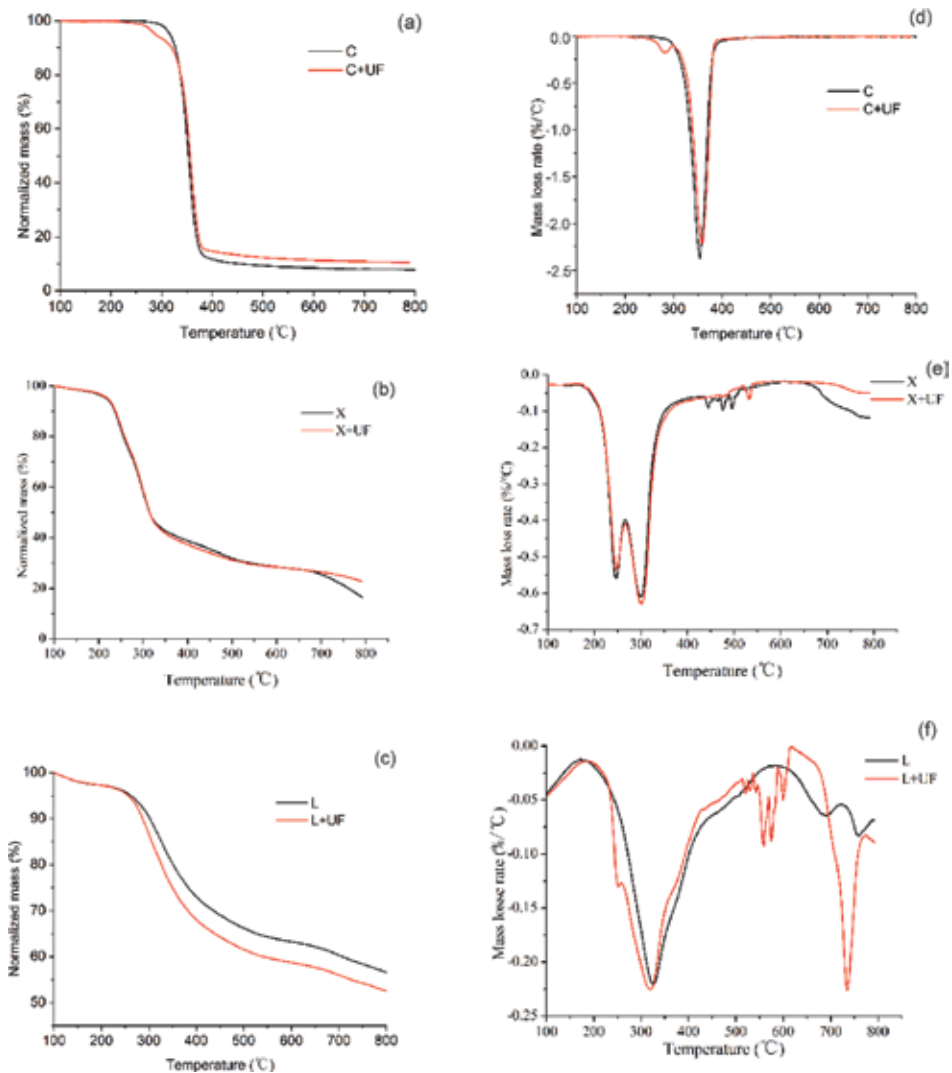 (a)
100
80
60
40
20
0
C
C+UF
Normalized mass (%)
100 200 300 400 500 600 700 800
Temperature (℃)
(d)
0.0
-0.5
-1.0
-1.5
-2.0
-2.5
C
C+UF
Mass loss rate (%/℃)
100 200 300 400 500 600 700 800
Temperature (℃)
(b)
100
80
60
40
20
0
X
X+UF
Normalized mass (%)
100 200 300 400 500 600 700 800
Temperature (℃)
(e)
0.0
-0.1
-0.2
-0.3
-0.4
-0.5
-0.6
-0.7
X
X+UF
Mass loss rate (%/℃)
100 200 300 400 500 600 700 800
Temperature (℃)
(c)
100
90
80
70
60
50
L
L+UF
Normalized mass (%)
100 200 300 400 500 600 700 800
Temperature (℃)
(f)
0.00
-0.05
-0.10
-0.15
-0.20
-0.25
L
L+UF
Mass losse rate (%/℃)
100 200 300 400 500 600 700 800
Temperature (℃)